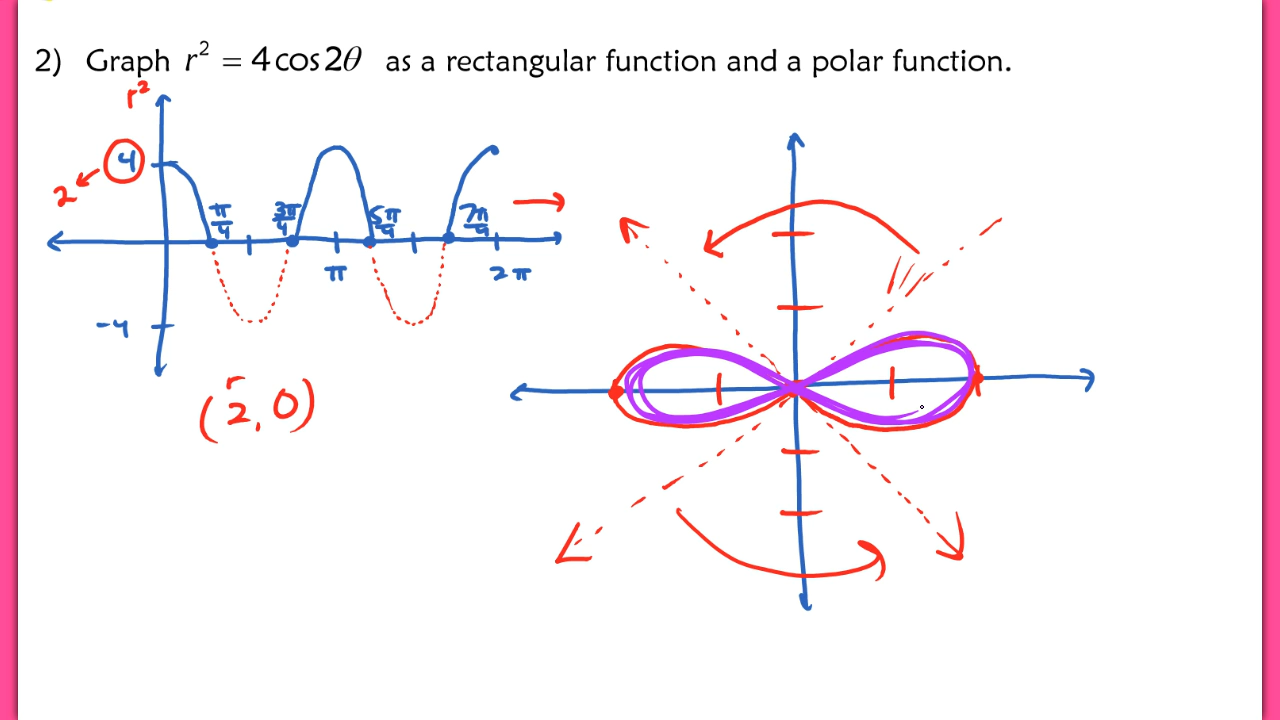 2) Graph r² = 4cos2θ as a rectangular function and a polar function.
r²
4
2
π/4 3π/4 5π/4 7π/4
π 2π
-4
r
(2, 0)